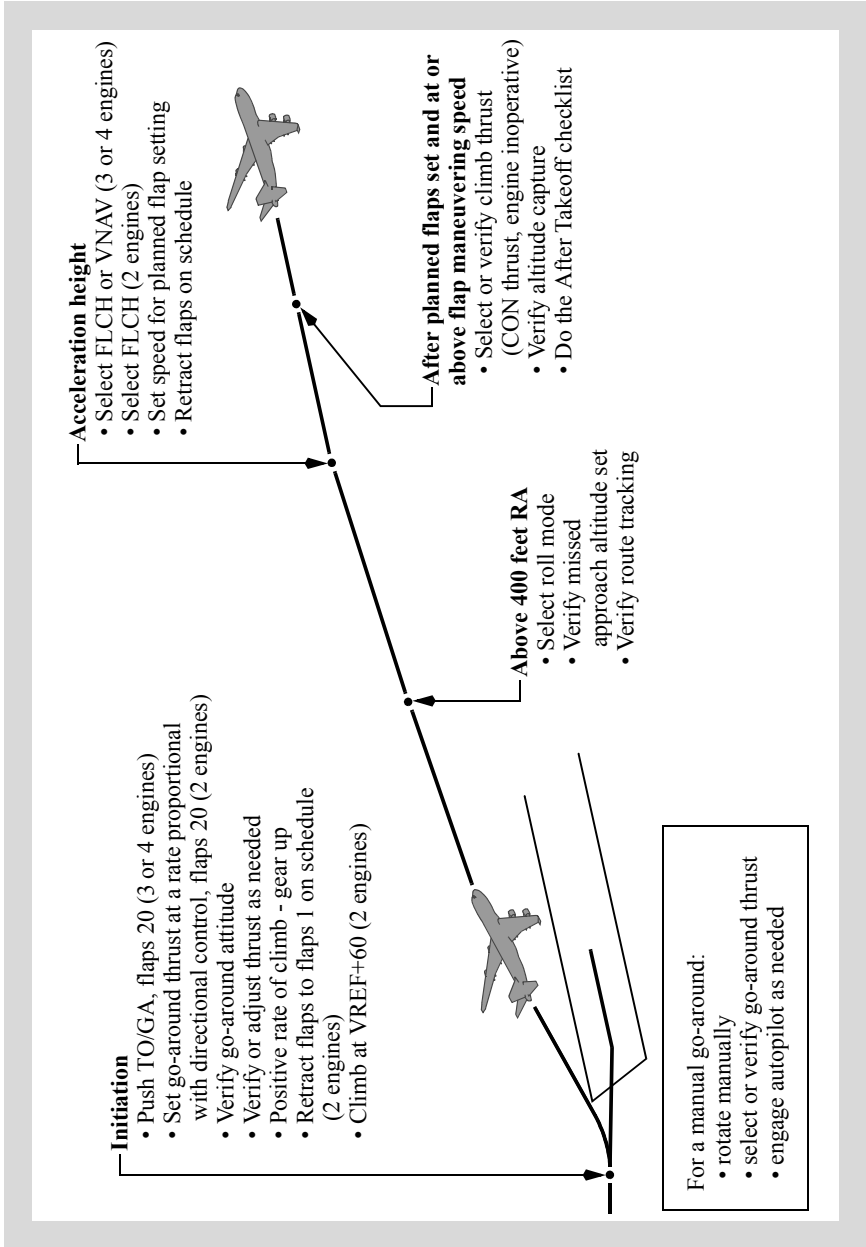 Initiation
• Push TO/GA, flaps 20 (3 or 4 engines)
• Set go-around thrust at a rate proportional
with directional control, flaps 20 (2 engines)
• Verify go-around attitude
• Verify or adjust thrust as needed
• Positive rate of climb - gear up
• Retract flaps to flaps 1 on schedule
(2 engines)
• Climb at VREF+60 (2 engines)
Acceleration height
• Select FLCH or VNAV (3 or 4 engines)
• Select FLCH (2 engines)
• Set speed for planned flap setting
• Retract flaps on schedule
Above 400 feet RA
• Select roll mode
• Verify missed
approach altitude set
• Verify route tracking
After planned flaps set and at or
above flap maneuvering speed
• Select or verify climb thrust
(CON thrust, engine inoperative)
• Verify altitude capture
• Do the After Takeoff checklist
For a manual go-around:
• rotate manually
• select or verify go-around thrust
• engage autopilot as needed